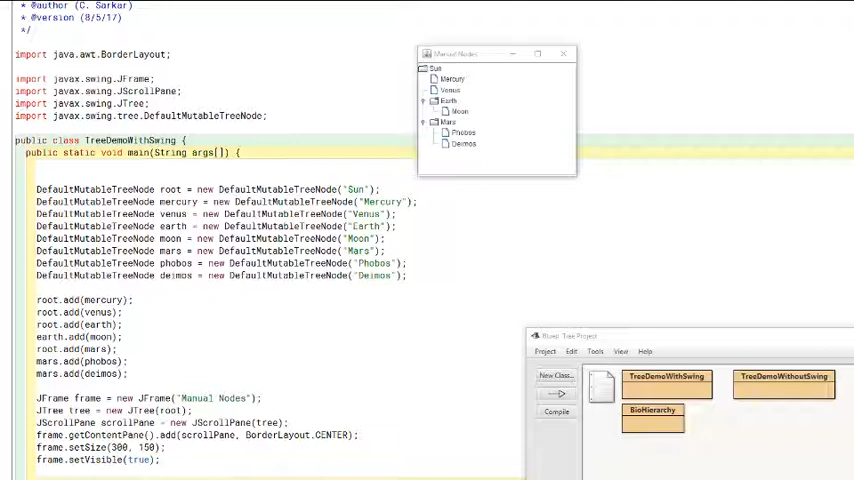 * @author (C. Sarkar)
* @version (8/5/17)
*/
import java.awt.BorderLayout;
import javax.swing.JFrame;
import javax.swing.JScrollPane;
import javax.swing.JTree;
import javax.swing.tree.DefaultMutableTreeNode;
public class TreeDemoWithSwing {
public static void main(String args[]) {
DefaultMutableTreeNode root = new DefaultMutableTreeNode("Sun");
DefaultMutableTreeNode mercury = new DefaultMutableTreeNode("Mercury");
DefaultMutableTreeNode venus = new DefaultMutableTreeNode("Venus");
DefaultMutableTreeNode earth = new DefaultMutableTreeNode("Earth");
DefaultMutableTreeNode moon = new DefaultMutableTreeNode("Moon");
DefaultMutableTreeNode mars = new DefaultMutableTreeNode("Mars");
DefaultMutableTreeNode phobos = new DefaultMutableTreeNode("Phobos");
DefaultMutableTreeNode deimos = new DefaultMutableTreeNode("Deimos");
root.add(mercury);
root.add(venus);
root.add(earth);
earth.add(moon);
root.add(mars);
mars.add(phobos);
mars.add(deimos);
JFrame frame = new JFrame("Manual Nodes");
JTree tree = new JTree(root);
JScrollPane scrollPane = new JScrollPane(tree);
frame.getContentPane().add(scrollPane, BorderLayout.CENTER);
frame.setSize(300, 150);
frame.setVisible(true);
Manual Nodes
Sun
Mercury
Venus
Earth
Moon
Mars
Phobos
Deimos
BlueJ: Tree Project
Project Edit Tools View Help
New Class...
Compile
TreeDemoWithSwing
TreeDemoWithoutSwing
BioHierarchy